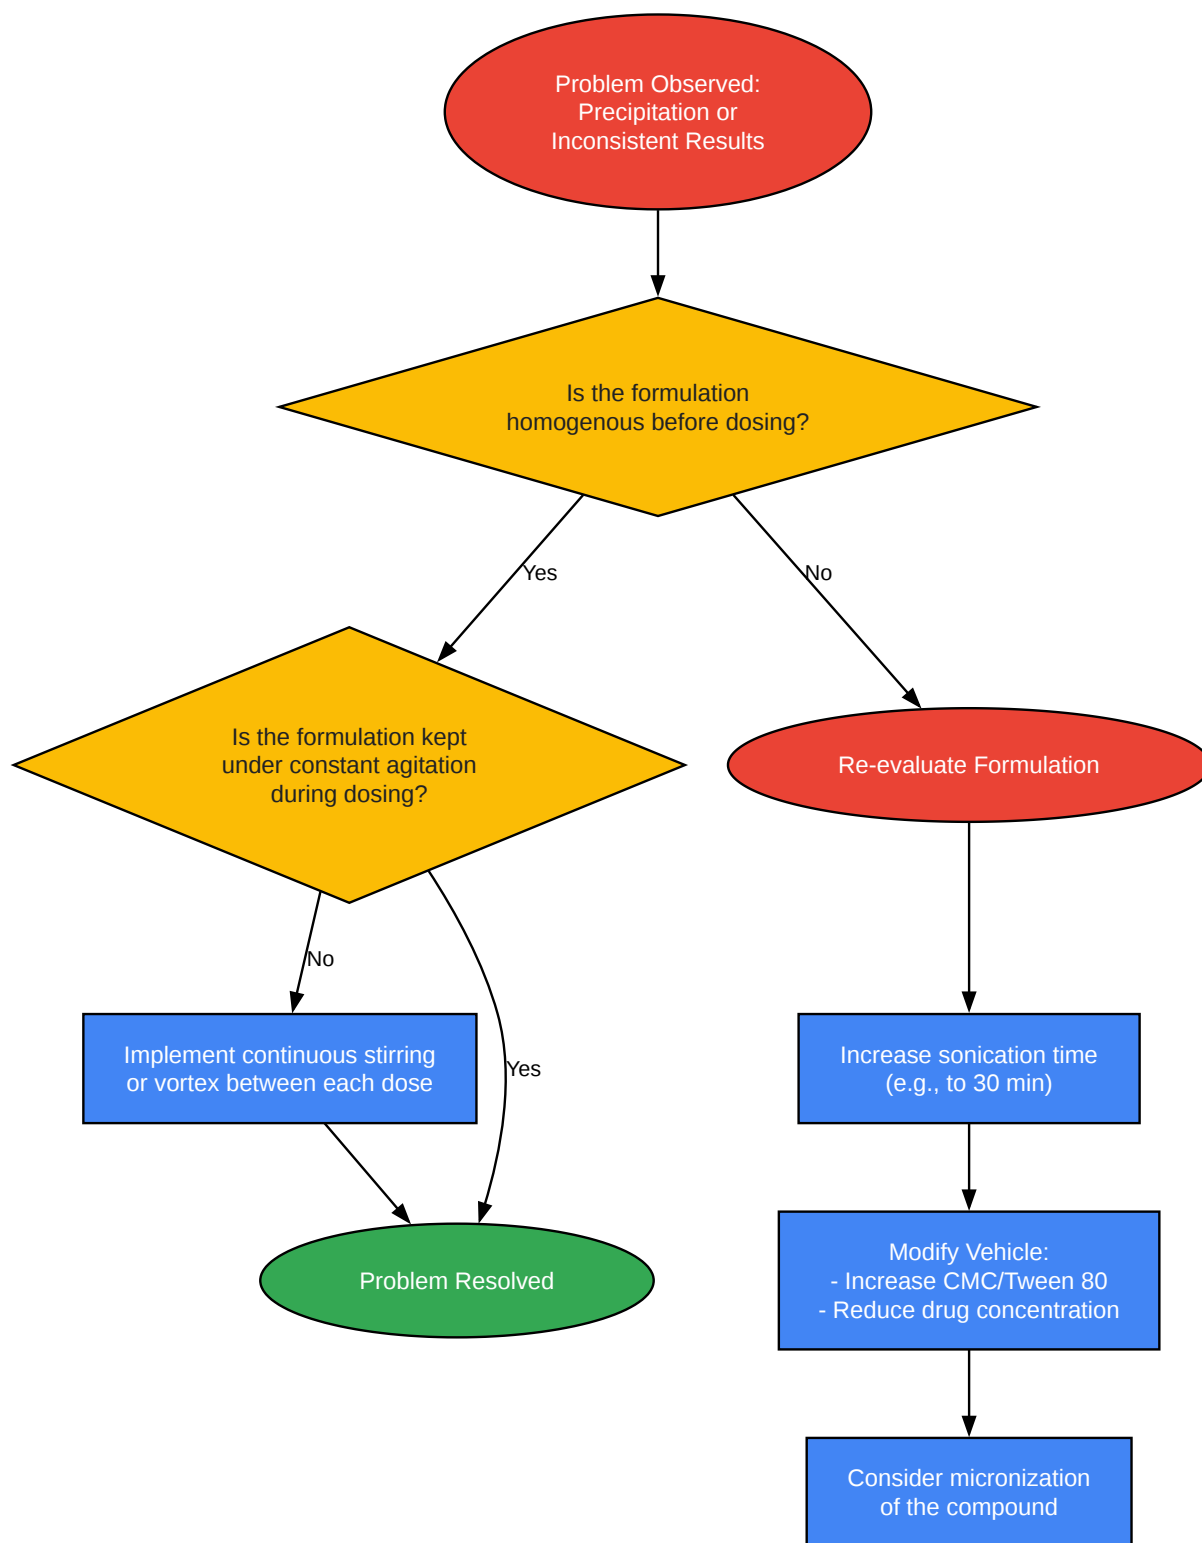 Problem Observed:
Precipitation or
Inconsistent Results
Is the formulation
homogenous before dosing?
Yes
No
Is the formulation kept
under constant agitation
during dosing?
Re-evaluate Formulation
No
Yes
Implement continuous stirring
or vortex between each dose
Increase sonication time
(e.g., to 30 min)
Problem Resolved
Modify Vehicle:
- Increase CMC/Tween 80
- Reduce drug concentration
Consider micronization
of the compound